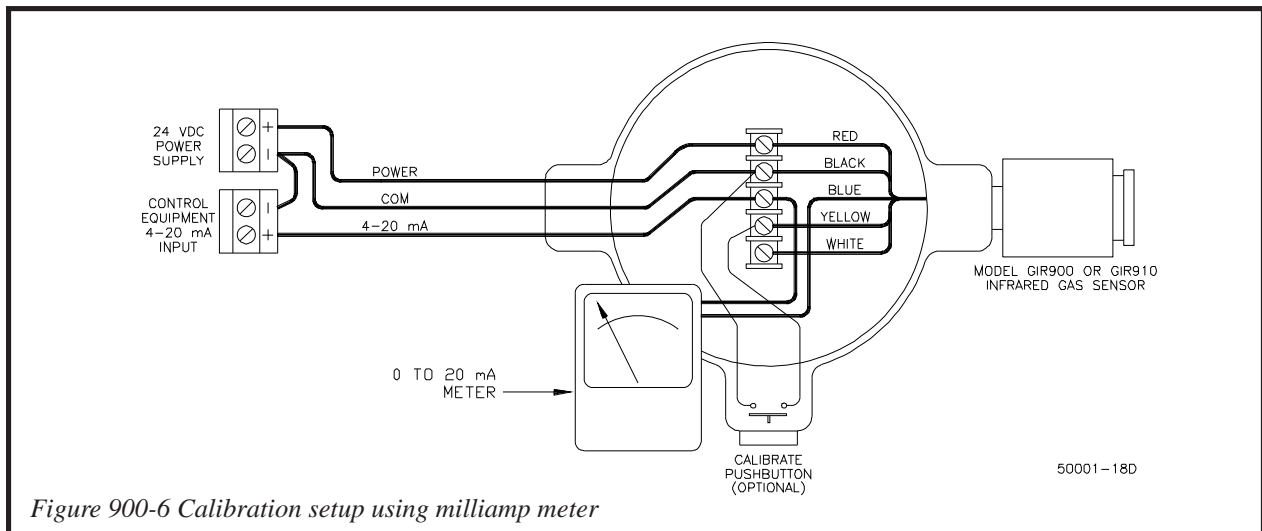 24 VDC
POWER
SUPPLY
+
-
CONTROL
EQUIPMENT
4-20 mA
INPUT
-
+
POWER
COM
4-20 mA
RED
BLACK
BLUE
YELLOW
WHITE
MODEL GIR900 OR GIR910
INFRARED GAS SENSOR
0 TO 20 mA
METER
CALIBRATE
PUSHBUTTON
(OPTIONAL)
50001-18D
Figure 900-6 Calibration setup using milliamp meter